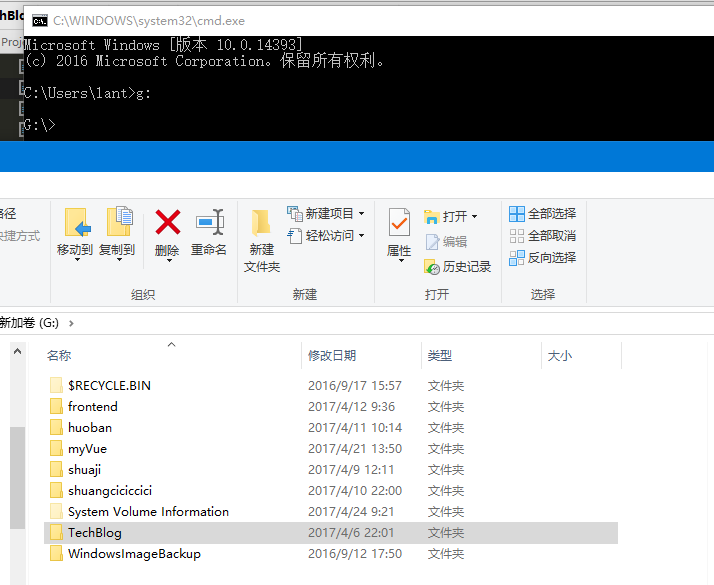 hBlo
C:\WINDOWS\system32\cmd.exe
Proj
Microsoft Windows [版本 10.0.14393]
(c) 2016 Microsoft Corporation。保留所有权利。
C:\Users\lant>g:
G:\>
路径
快捷方式
移动到
复制到
删除
重命名
新建
文件夹
新建项目
轻松访问
属性
打开
编辑
历史记录
全部选择
全部取消
反向选择
组织
新建
打开
选择
新加卷 (G:)
名称 修改日期 类型 大小
$RECYCLE.BIN 2016/9/17 15:57 文件夹
frontend 2017/4/12 9:36 文件夹
huoban 2017/4/11 10:14 文件夹
myVue 2017/4/21 13:50 文件夹
shuaji 2017/4/9 12:11 文件夹
shuangciciccici 2017/4/10 22:00 文件夹
System Volume Information 2017/4/24 9:21 文件夹
TechBlog 2017/4/6 22:01 文件夹
WindowsImageBackup 2016/9/12 17:50 文件夹